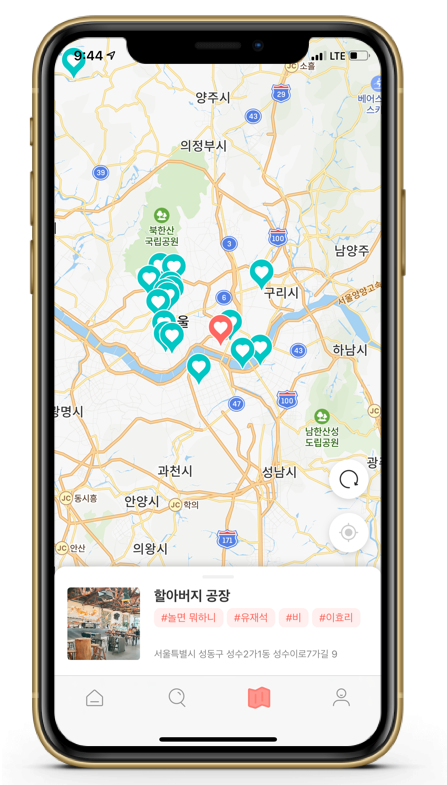 9:44
LTE
JC 소흘
양주시
29
베어스
스키
43
의정부시
39
북한산
국립공원
3
100
남양주
구리시
서울양양고속
6
울
43
하남시
광명시
47
100
남한산성
도립공원
JC
과천시
성남시
광주
JC 동시흥
안양시
JC 학의
JC 안산
의왕시
171
할아버지 공장
#놀면 뭐하니
#유재석
#비
#이효리
서울특별시 성동구 성수2가1동 성수이로7가길 9